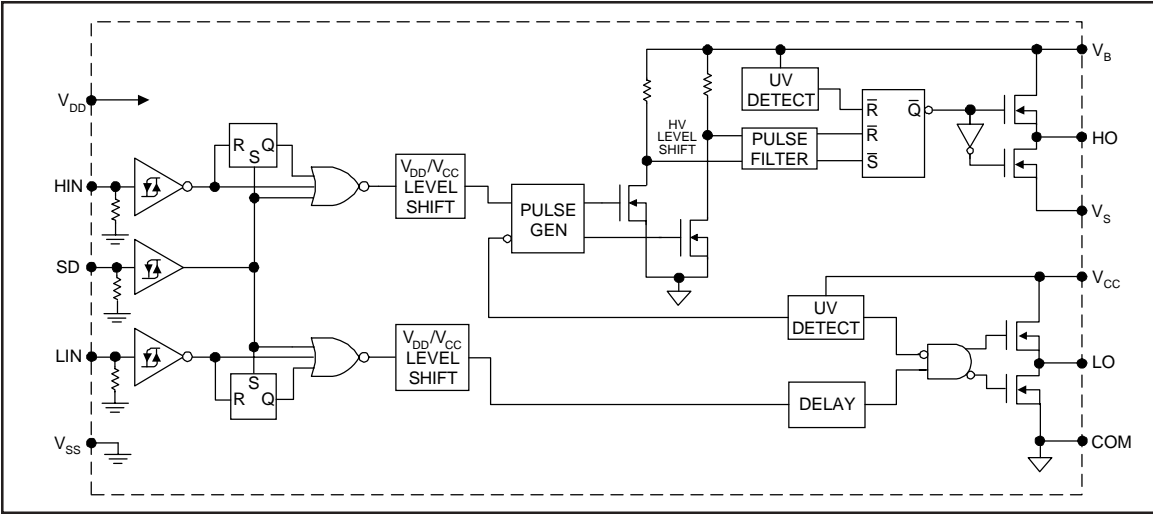 V_B
UV
DETECT
V_DD
R̅ Q̅
HV
LEVEL
SHIFT
PULSE
FILTER
R̅
S̅
HO
R Q
S
V_DD/V_CC
LEVEL
SHIFT
HIN
PULSE
GEN
V_S
SD
V_CC
UV
DETECT
V_DD/V_CC
LEVEL
SHIFT
LIN
LO
S
R Q
DELAY
V_SS
COM